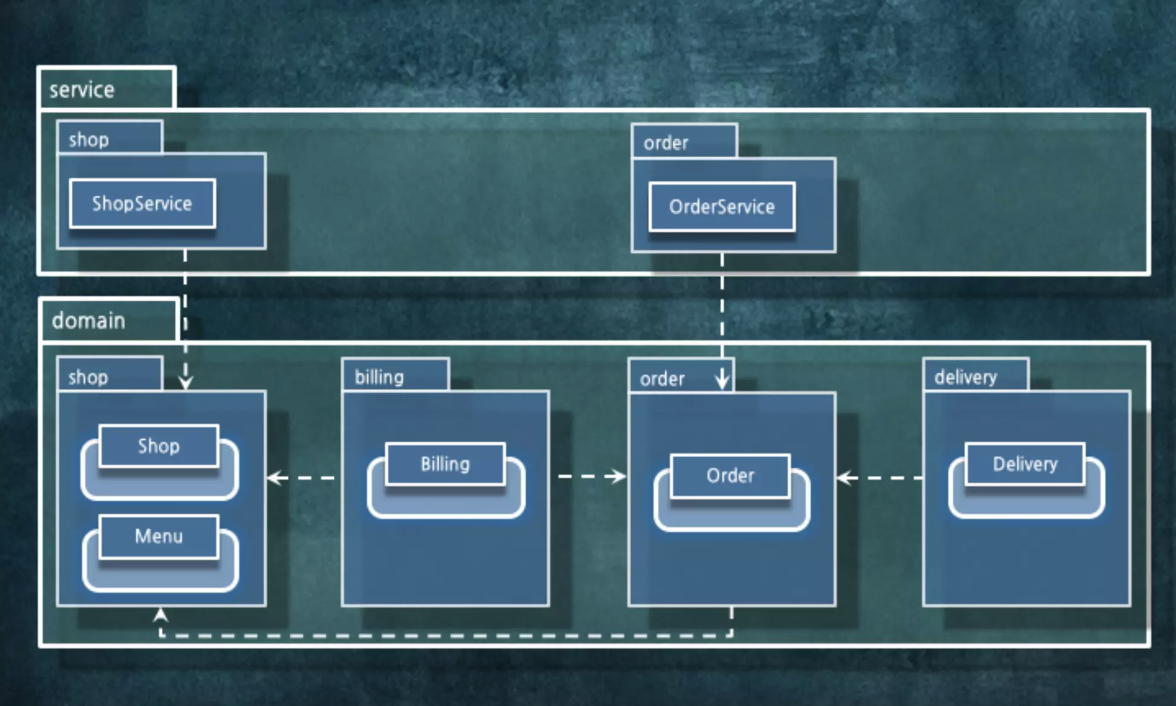 service
shop
ShopService
order
OrderService
domain
shop
Shop
Menu
billing
Billing
order
Order
delivery
Delivery